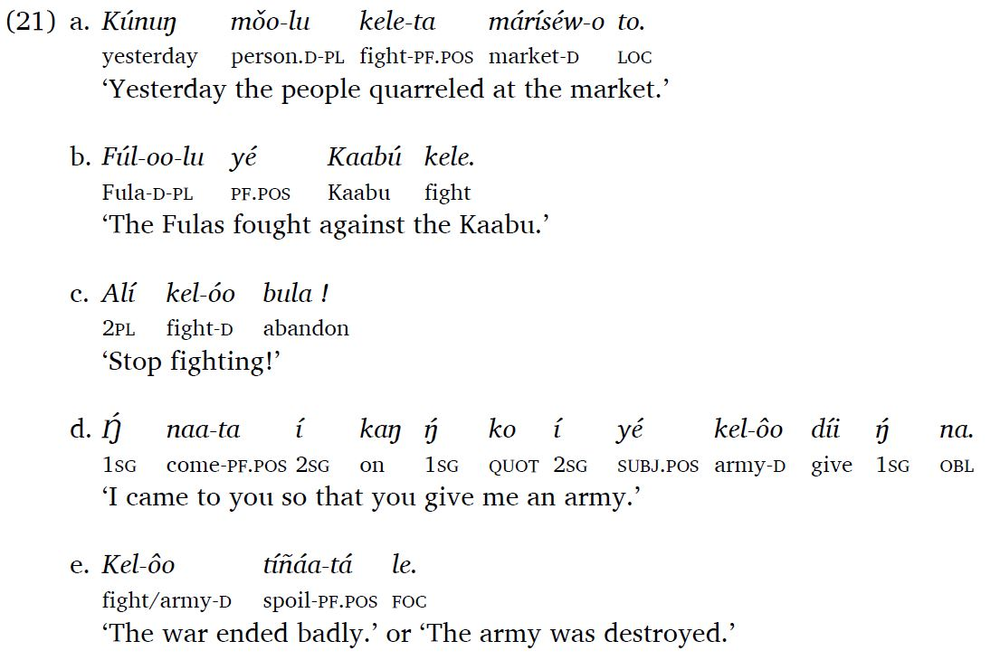 (21) a. Kúnuŋ mǒo-lu kele-ta máríséw-o to.
yesterday person.D-PL fight-PF.POS market-D LOC
‘Yesterday the people quarreled at the market.’
b. Fúl-oo-lu yé Kaabú kele.
Fula-D-PL PF.POS Kaabu fight
‘The Fulas fought against the Kaabu.’
c. Alí kel-óo bula !
2PL fight-D abandon
‘Stop fighting!’
d. Ŋ́ naa-ta í kaŋ ŋ́ ko í yé kel-ôo díi ŋ́ na.
1SG come-PF.POS 2SG on 1SG QUOT 2SG SUBJ.POS army-D give 1SG OBL
‘I came to you so that you give me an army.’
e. Kel-ôo tíñáa-tá le.
fight/army-D spoil-PF.POS FOC
‘The war ended badly.’ or ‘The army was destroyed.’